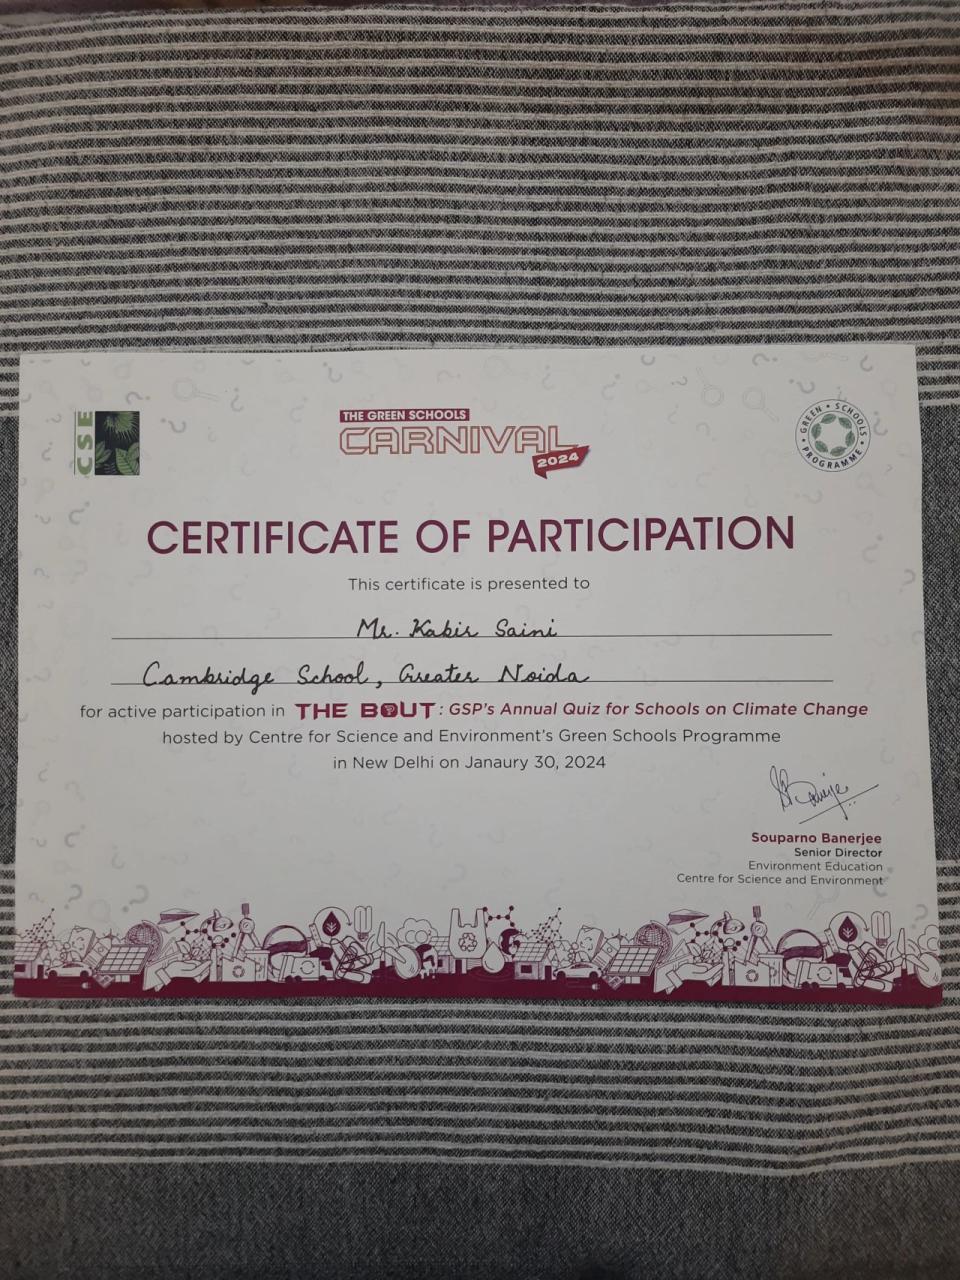 CSE
THE GREEN SCHOOLS
CARNIVAL
2024
GREEN • SCHOOLS • PROGRAMME •
CERTIFICATE OF PARTICIPATION
This certificate is presented to
Mr. Kabir Saini
Cambridge School, Greater Noida
for active participation in THE BOUT: GSP's Annual Quiz for Schools on Climate Change
hosted by Centre for Science and Environment's Green Schools Programme
in New Delhi on Janaury 30, 2024
Souparno Banerjee
Senior Director
Environment Education
Centre for Science and Environment